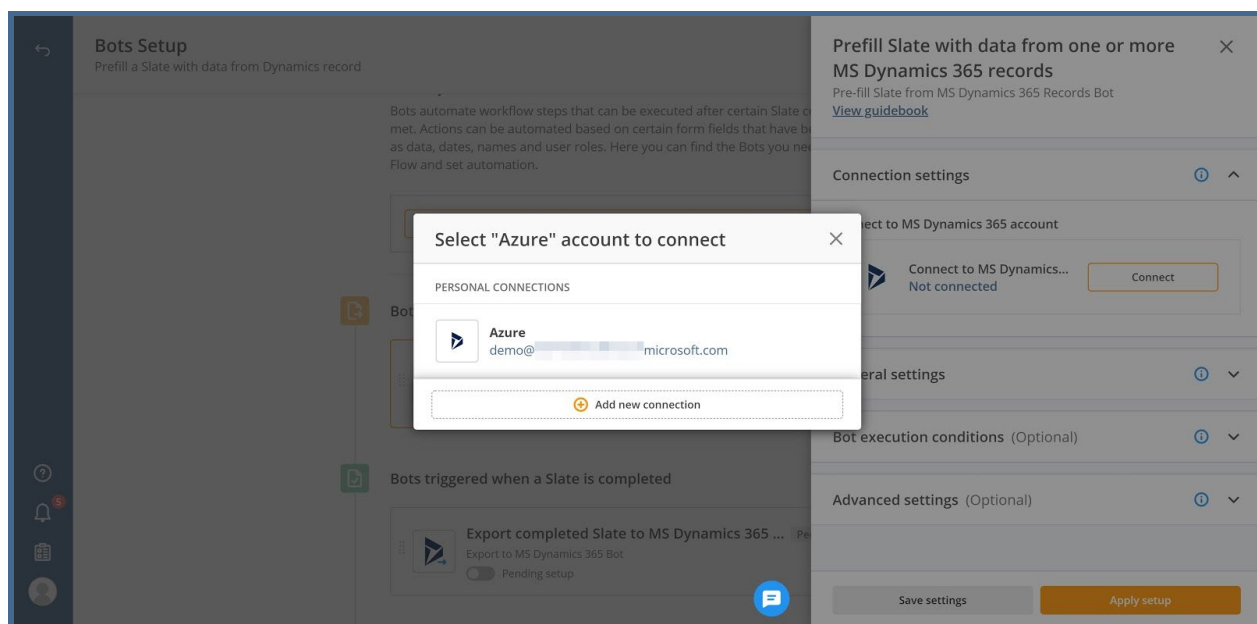 Bots Setup
Prefill a Slate with data from Dynamics record
Bots automate workflow steps that can be executed after certain Slate
met. Actions can be automated based on certain form fields that have
as data, dates, names and user roles. Here you can find the Bots you
Flow and set automation.
Bots triggered when a Slate is completed
Export completed Slate to MS Dynamics 365 ...
Export to MS Dynamics 365 Bot
Pending setup
5
Select "Azure" account to connect
PERSONAL CONNECTIONS
Azure
demo@ microsoft.com
Add new connection
Prefill Slate with data from one or more
MS Dynamics 365 records
Pre-fill Slate from MS Dynamics 365 Records Bot
View guidebook
Connection settings
to MS Dynamics 365 account
Connect to MS Dynamics...
Not connected
Connect
settings
Bot execution conditions (Optional)
Advanced settings (Optional)
Save settings
Apply setup